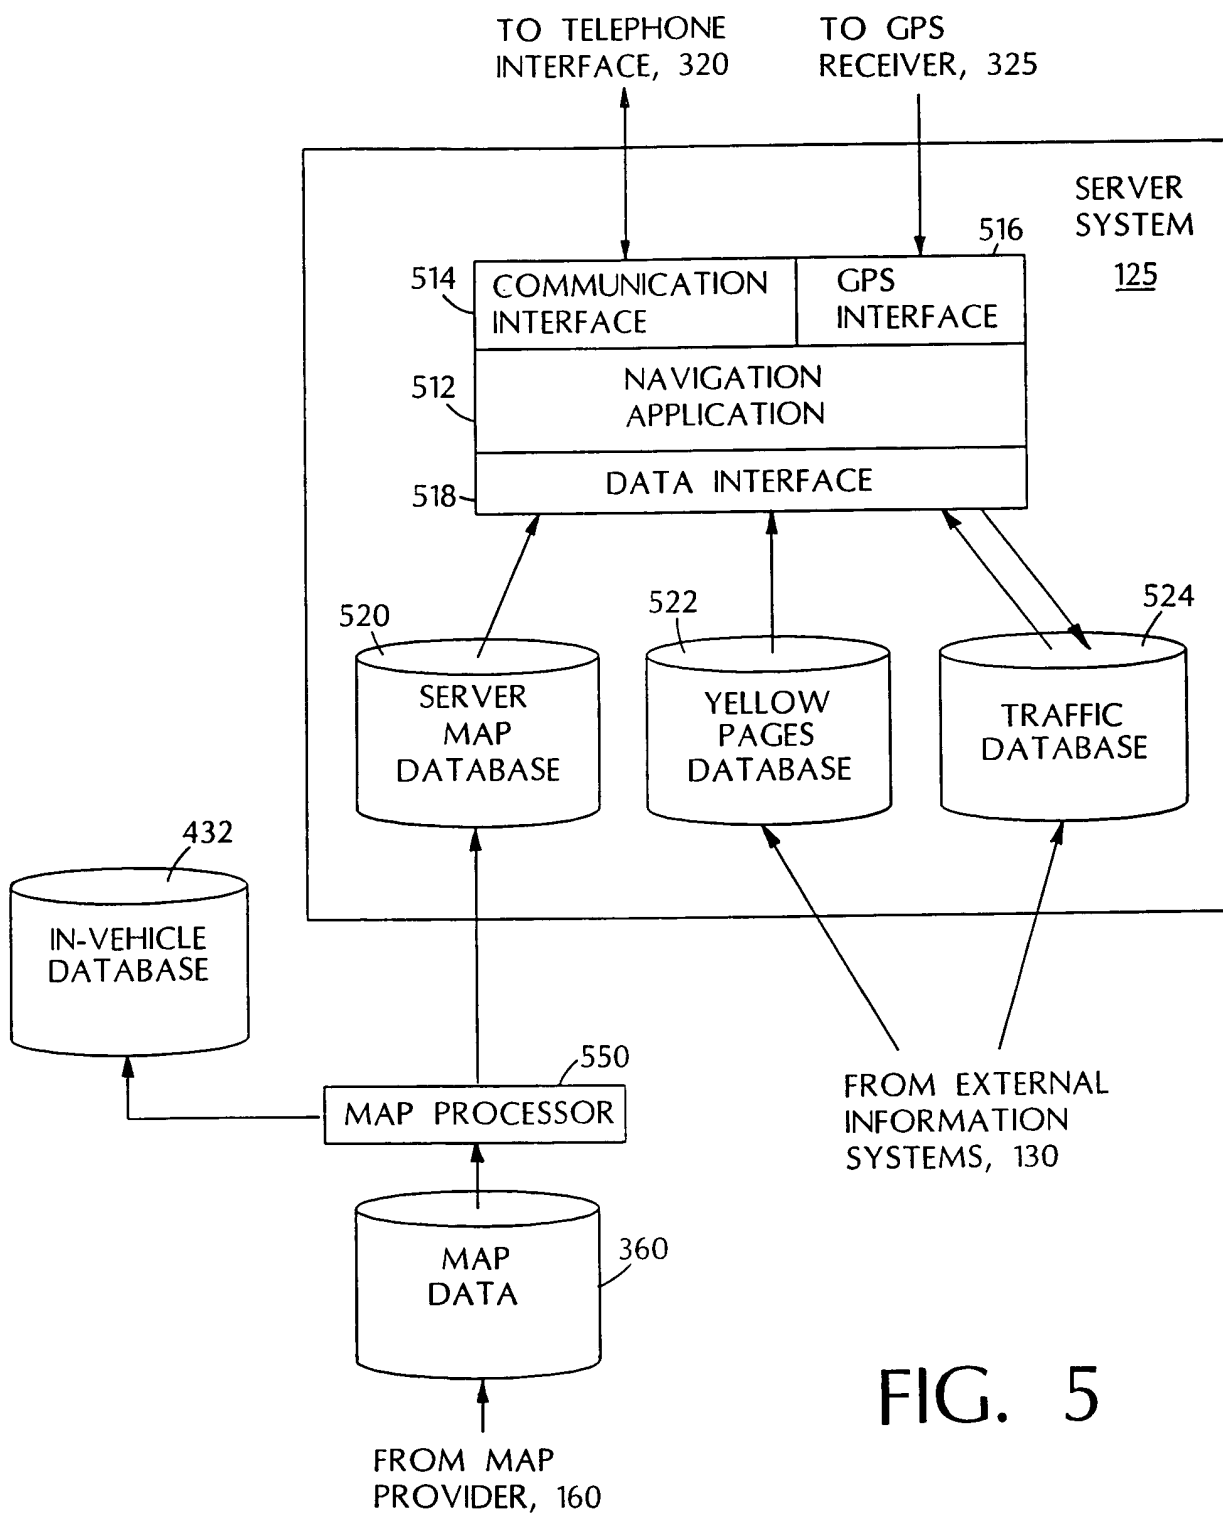 TO TELEPHONE
INTERFACE, 320
TO GPS
RECEIVER, 325
SERVER
SYSTEM
125
516
514
COMMUNICATION
INTERFACE
GPS
INTERFACE
512
NAVIGATION
APPLICATION
518
DATA INTERFACE
520
SERVER
MAP
DATABASE
522
YELLOW
PAGES
DATABASE
524
TRAFFIC
DATABASE
432
IN-VEHICLE
DATABASE
550
MAP PROCESSOR
FROM EXTERNAL
INFORMATION
SYSTEMS, 130
MAP
DATA
360
FROM MAP
PROVIDER, 160
FIG. 5